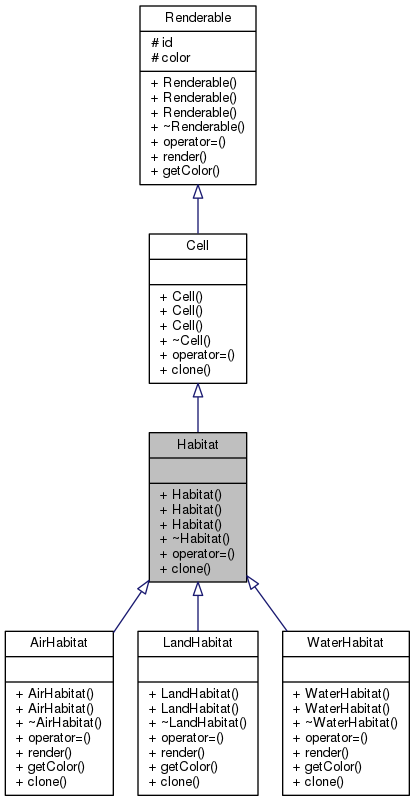 Renderable
# id
# color
+ Renderable()
+ Renderable()
+ Renderable()
+ ~Renderable()
+ operator=()
+ render()
+ getColor()
Cell
+ Cell()
+ Cell()
+ Cell()
+ ~Cell()
+ operator=()
+ clone()
Habitat
+ Habitat()
+ Habitat()
+ Habitat()
+ ~Habitat()
+ operator=()
+ clone()
AirHabitat
+ AirHabitat()
+ AirHabitat()
+ ~AirHabitat()
+ operator=()
+ render()
+ getColor()
+ clone()
LandHabitat
+ LandHabitat()
+ LandHabitat()
+ ~LandHabitat()
+ operator=()
+ render()
+ getColor()
+ clone()
WaterHabitat
+ WaterHabitat()
+ WaterHabitat()
+ ~WaterHabitat()
+ operator=()
+ render()
+ getColor()
+ clone()